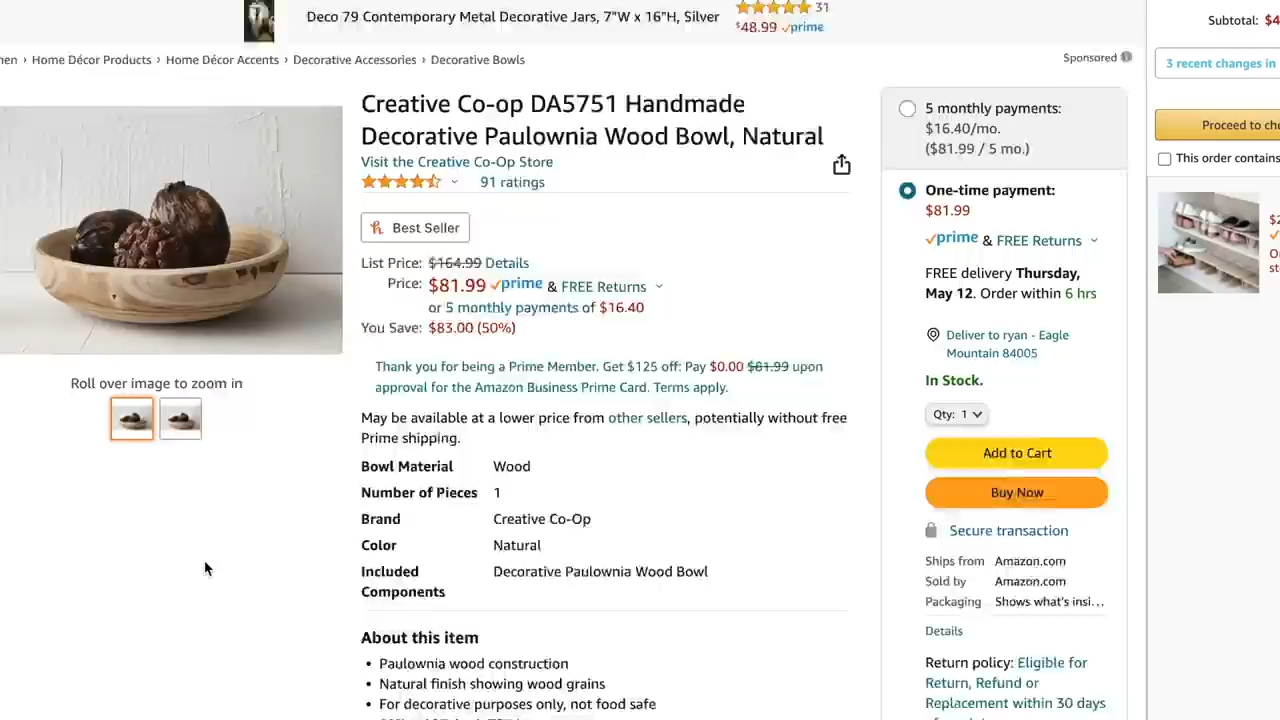 Deco 79 Contemporary Metal Decorative Jars, 7"W x 16"H, Silver
31
$48.99 prime
Home Décor Products › Home Décor Accents › Decorative Accessories › Decorative Bowls
Sponsored
Creative Co-op DA5751 Handmade
Decorative Paulownia Wood Bowl, Natural
Visit the Creative Co-Op Store
91 ratings
Best Seller
List Price: $164.99 Details
Price: $81.99 prime & FREE Returns
or 5 monthly payments of $16.40
You Save: $83.00 (50%)
Thank you for being a Prime Member. Get $125 off: Pay $0.00 $81.99 upon
approval for the Amazon Business Prime Card. Terms apply.
May be available at a lower price from other sellers, potentially without free
Prime shipping.
Bowl Material Wood
Number of Pieces 1
Brand Creative Co-Op
Color Natural
Included Decorative Paulownia Wood Bowl
Components
About this item
• Paulownia wood construction
• Natural finish showing wood grains
• For decorative purposes only, not food safe
Roll over image to zoom in
5 monthly payments:
$16.40/mo.
($81.99 / 5 mo.)
One-time payment:
$81.99
prime & FREE Returns
FREE delivery Thursday,
May 12. Order within 6 hrs
Deliver to ryan - Eagle
Mountain 84005
In Stock.
Qty: 1
Add to Cart
Buy Now
Secure transaction
Ships from Amazon.com
Sold by Amazon.com
Packaging Shows what's insi...
Details
Return policy: Eligible for
Return, Refund or
Replacement within 30 days
Subtotal: $4
3 recent changes in
Proceed to che
This order contains